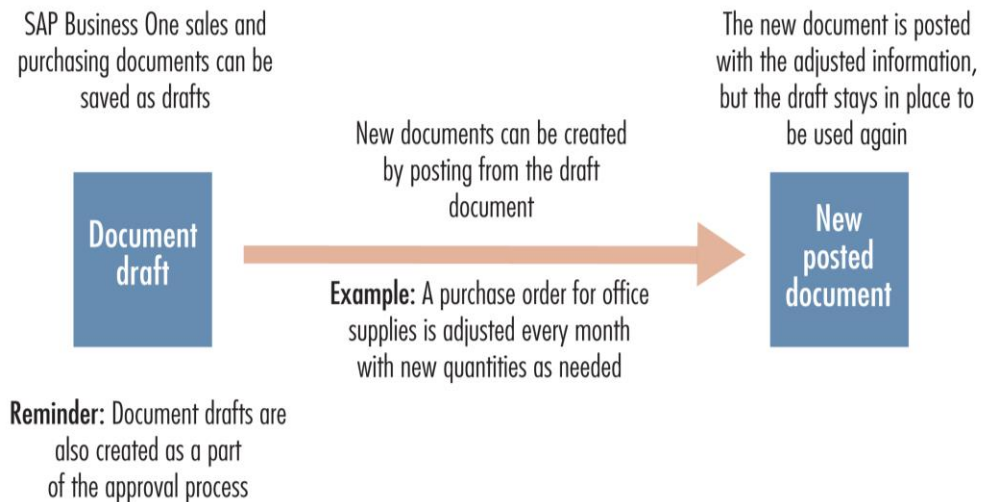 SAP Business One sales and
purchasing documents can be
saved as drafts
Document
draft
Reminder: Document drafts are
also created as a part
of the approval process
New documents can be created
by posting from the draft
document
Example: A purchase order for office
supplies is adjusted every month
with new quantities as needed
The new document is posted
with the adjusted information,
but the draft stays in place to
be used again
New
posted
document